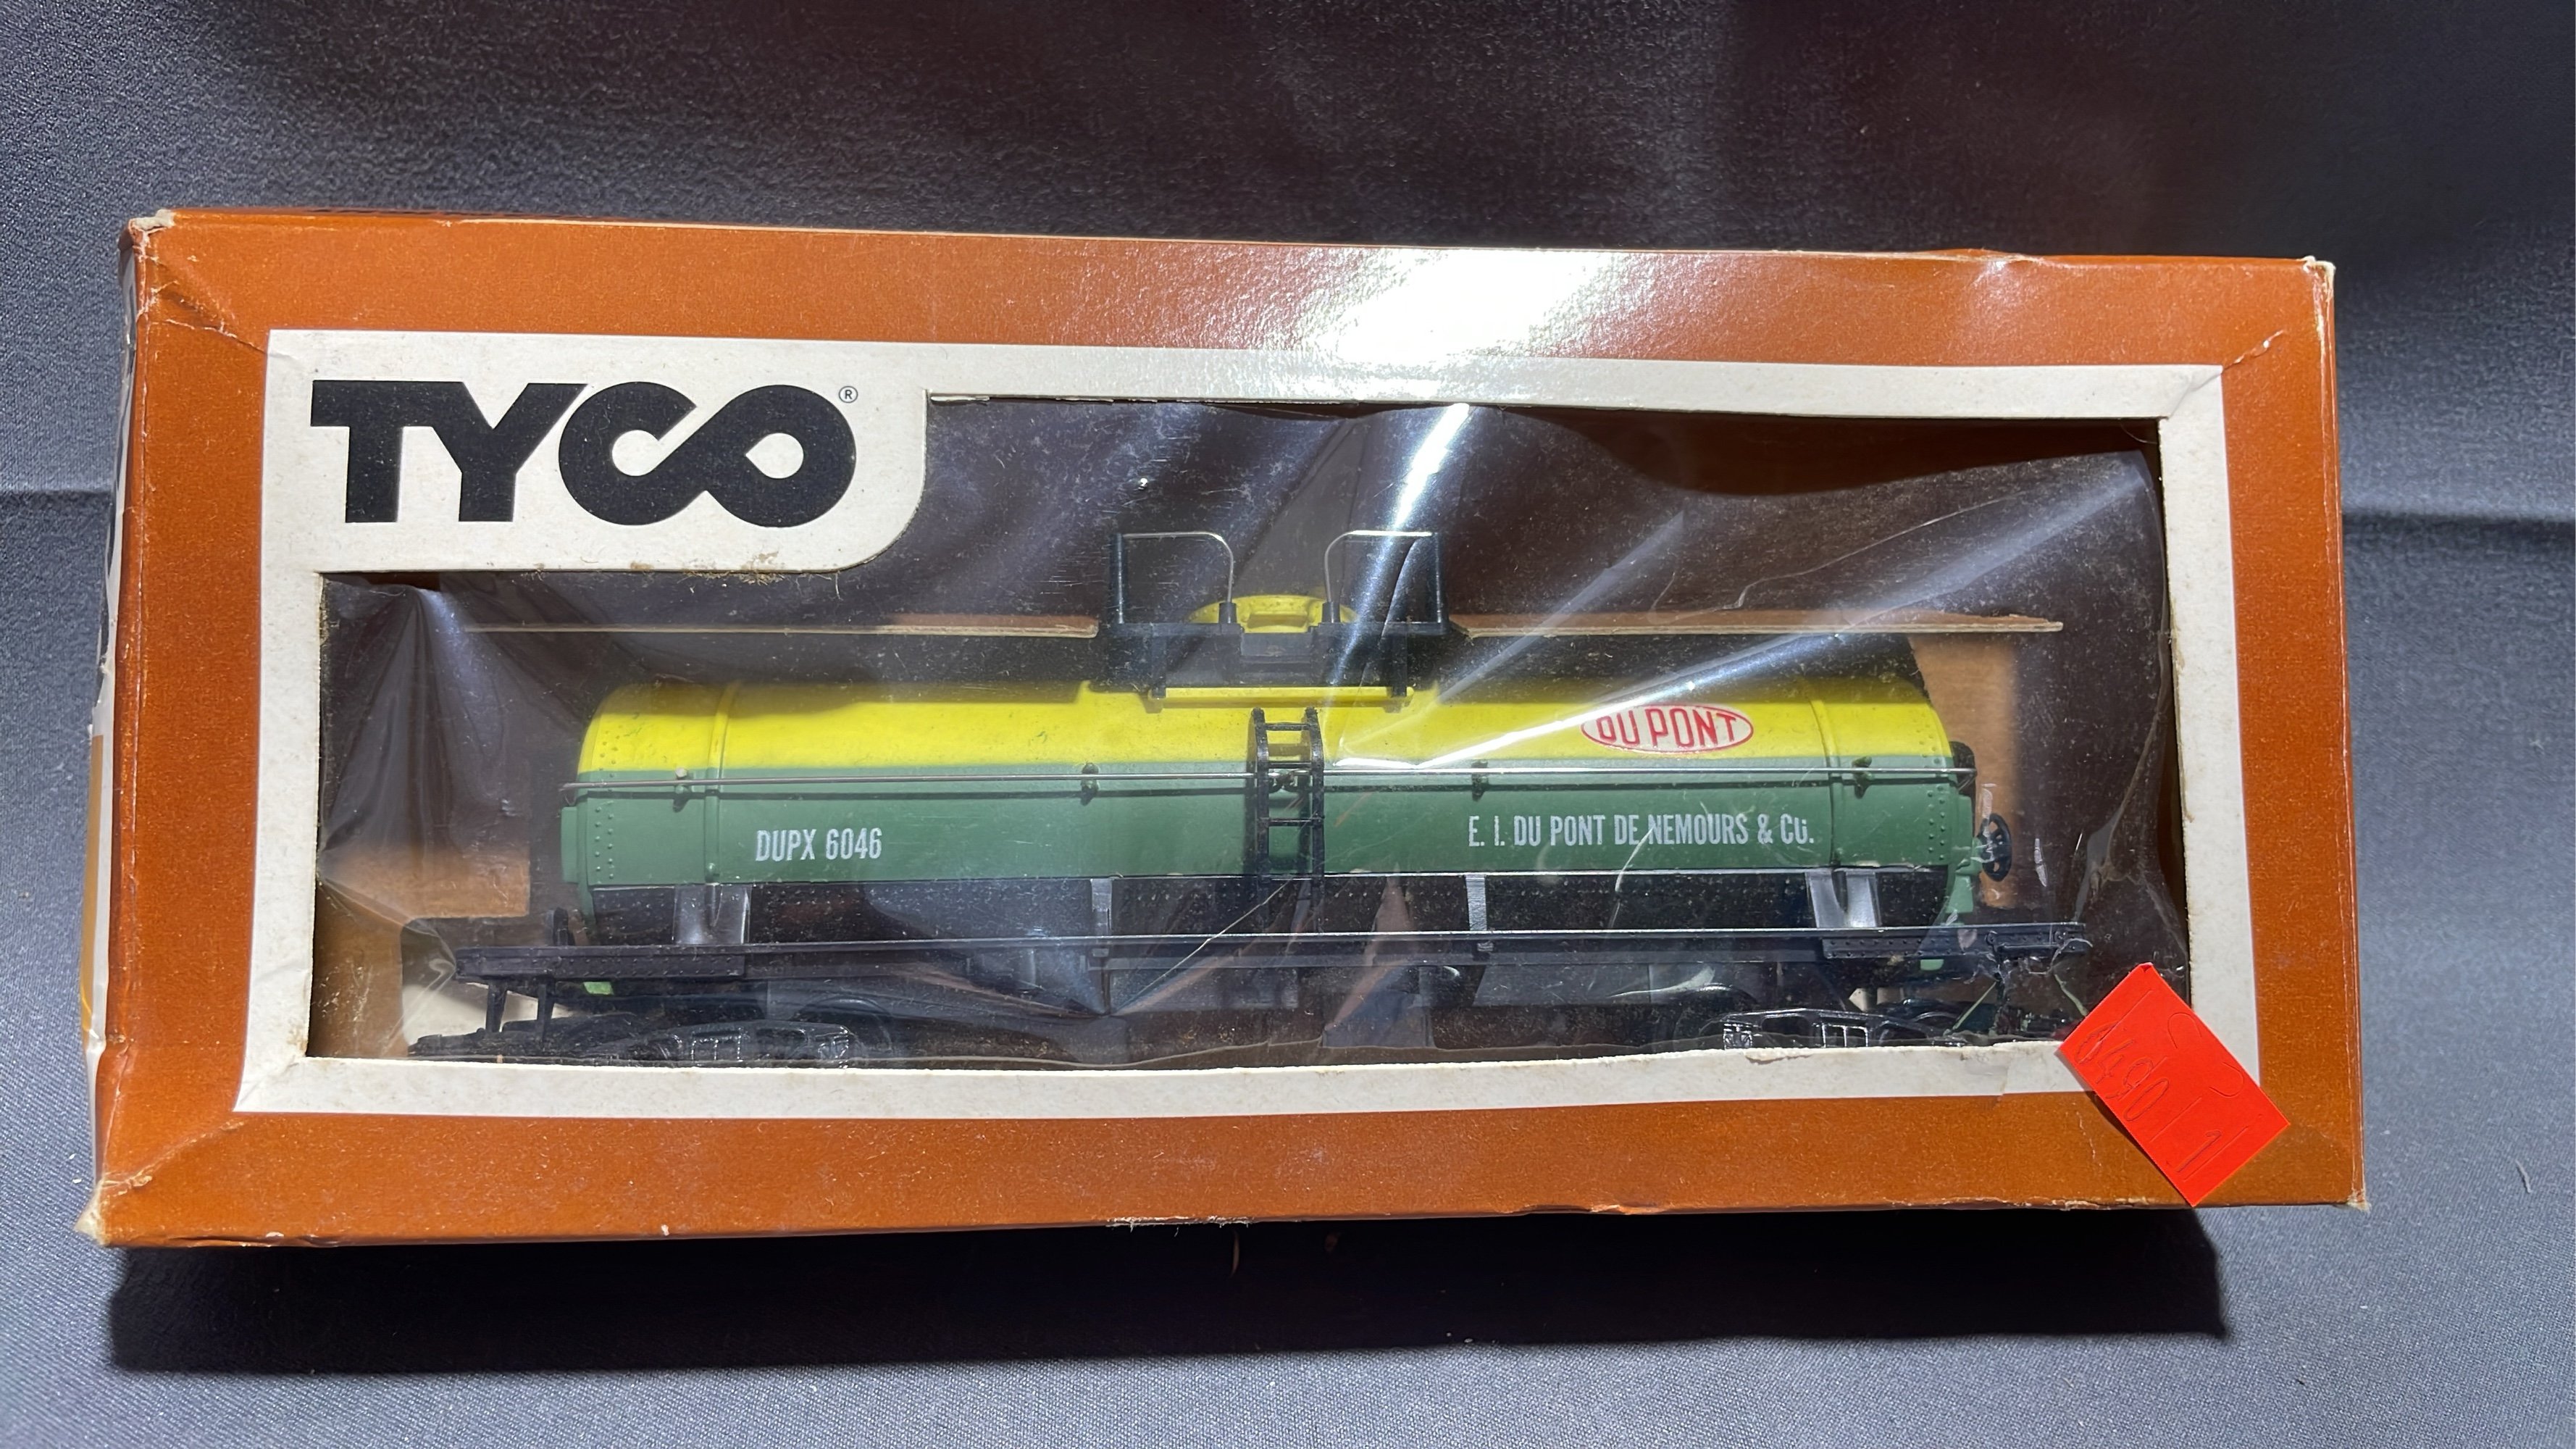 TYCO®
DU PONT
DUPX 6046
E. I. DU PONT DE NEMOURS & CO.